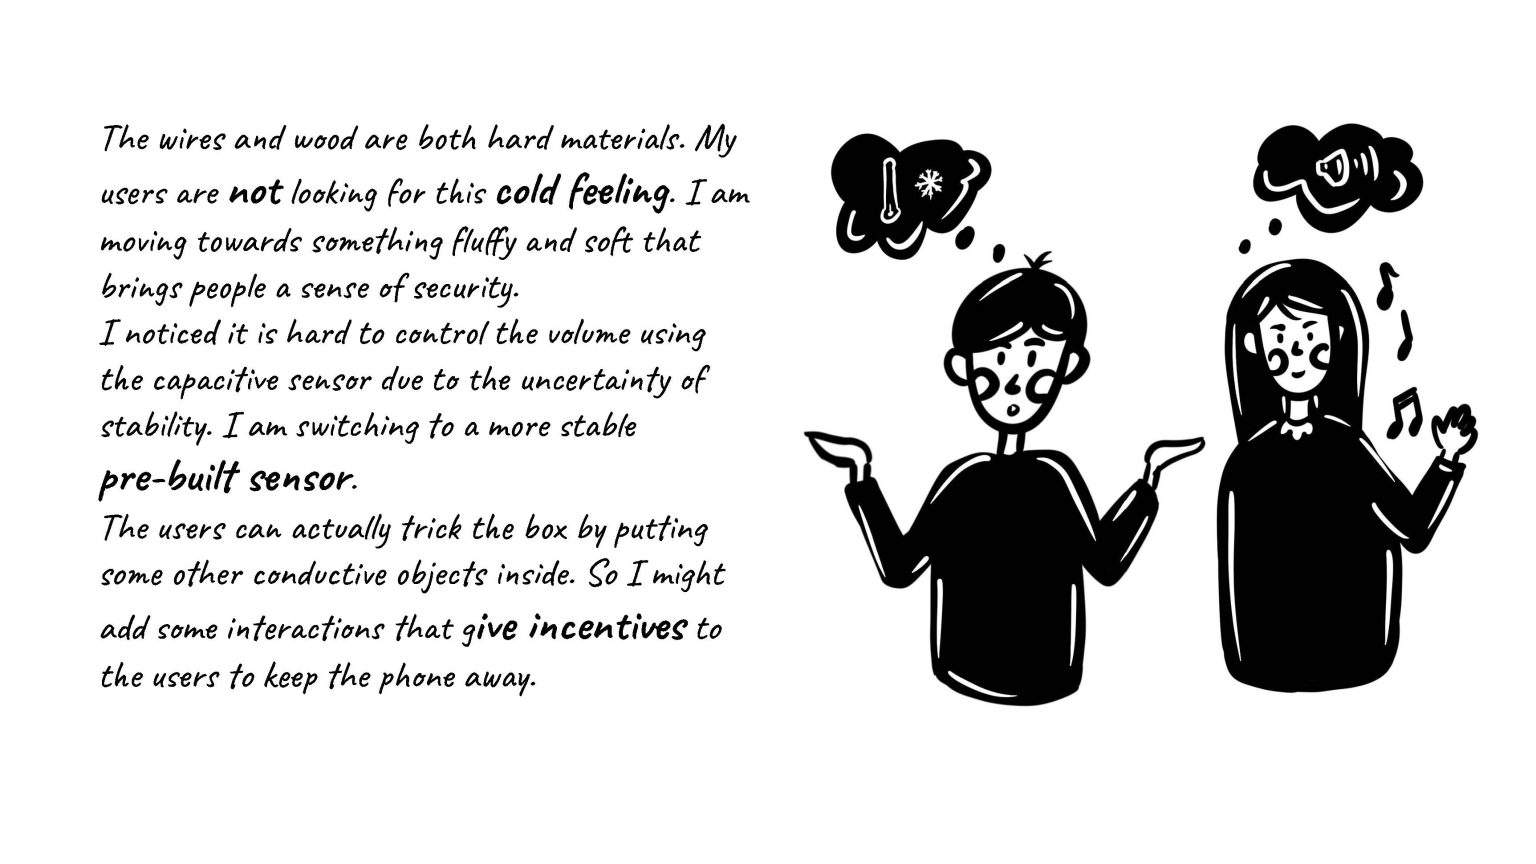 The wires and wood are both hard materials. My
users are not looking for this cold feeling. I am
moving towards something fluffy and soft that
brings people a sense of security.
I noticed it is hard to control the volume using
the capacitive sensor due to the uncertainty of
stability. I am switching to a more stable
pre-built sensor.
The users can actually trick the box by putting
some other conductive objects inside. So I might
add some interactions that give incentives to
the users to keep the phone away.